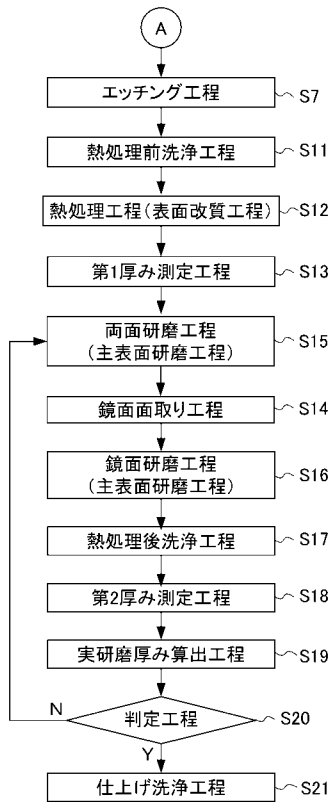 A
エッチング工程
S7
熱処理前洗浄工程
S11
熱処理工程(表面改質工程)
S12
第1厚み測定工程
S13
両面研磨工程
(主表面研磨工程)
S15
鏡面面取り工程
S14
鏡面研磨工程
(主表面研磨工程)
S16
熱処理後洗浄工程
S17
第2厚み測定工程
S18
実研磨厚み算出工程
S19
N
判定工程
S20
Y
仕上げ洗浄工程
S21